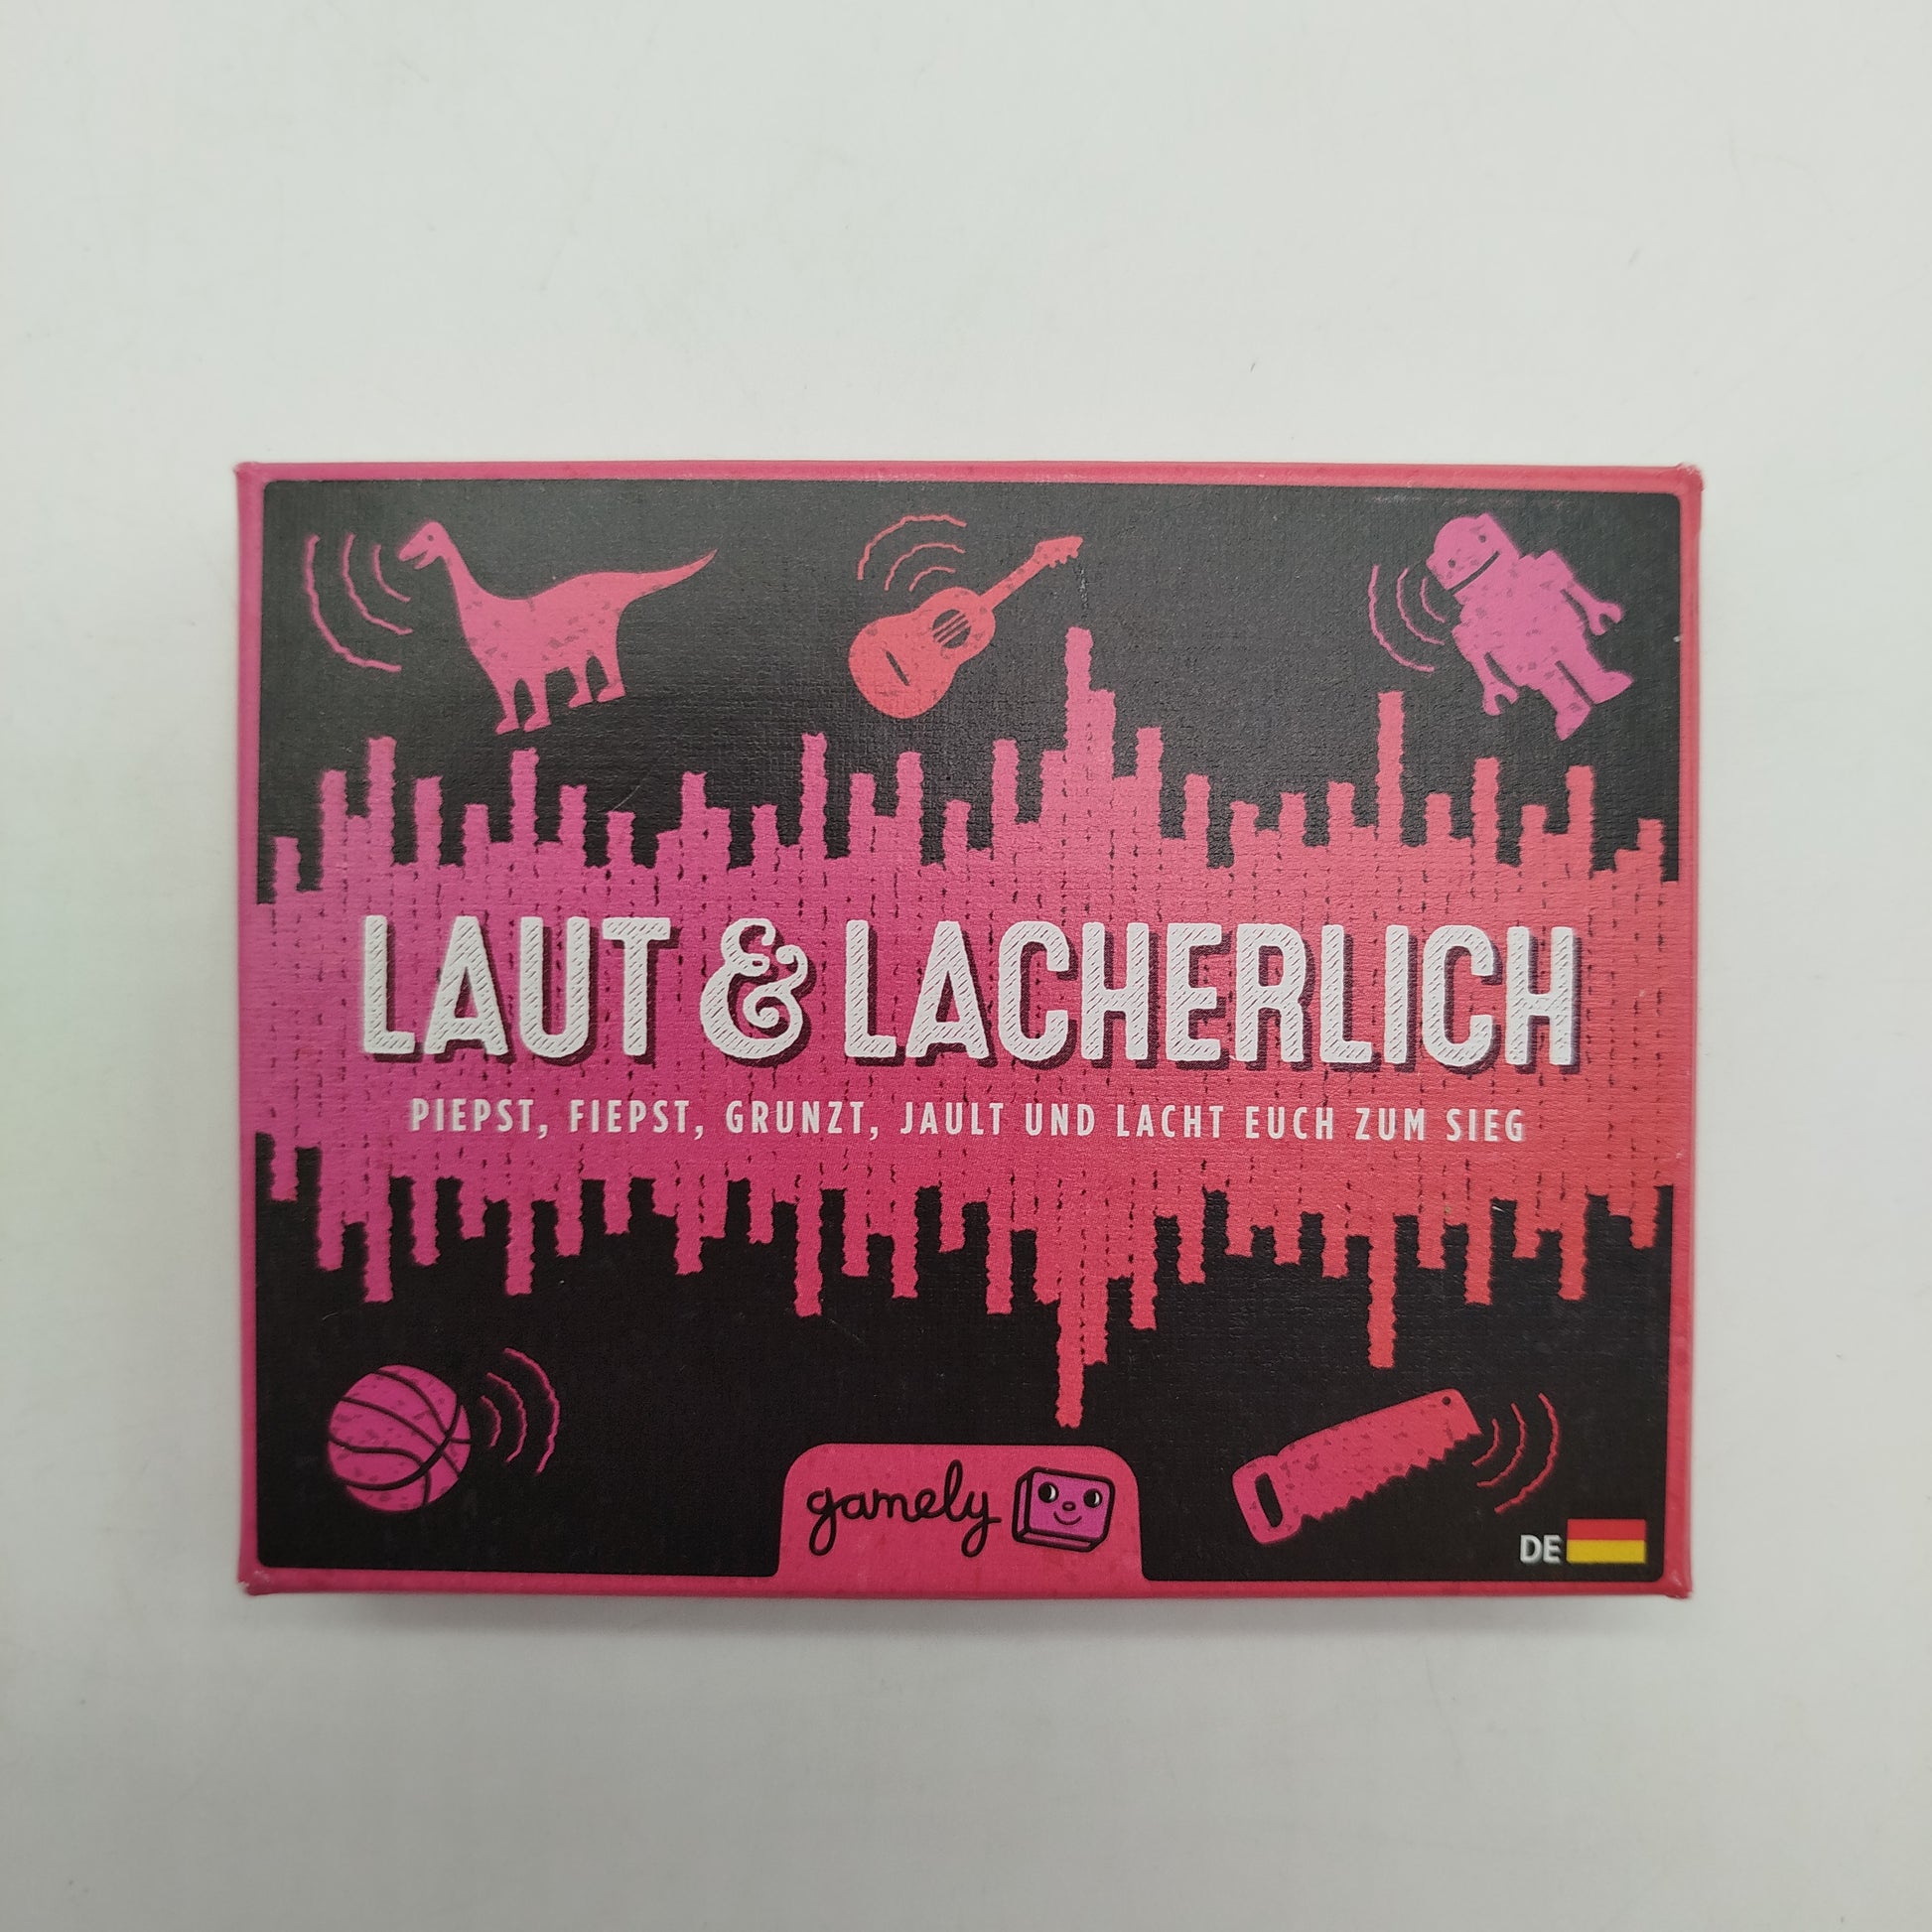 LAUT & LACHERLICH
PIEPST, FIEPST, GRUNZT, JAULT UND LACHT EUCH ZUM SIEG
gamely
DE